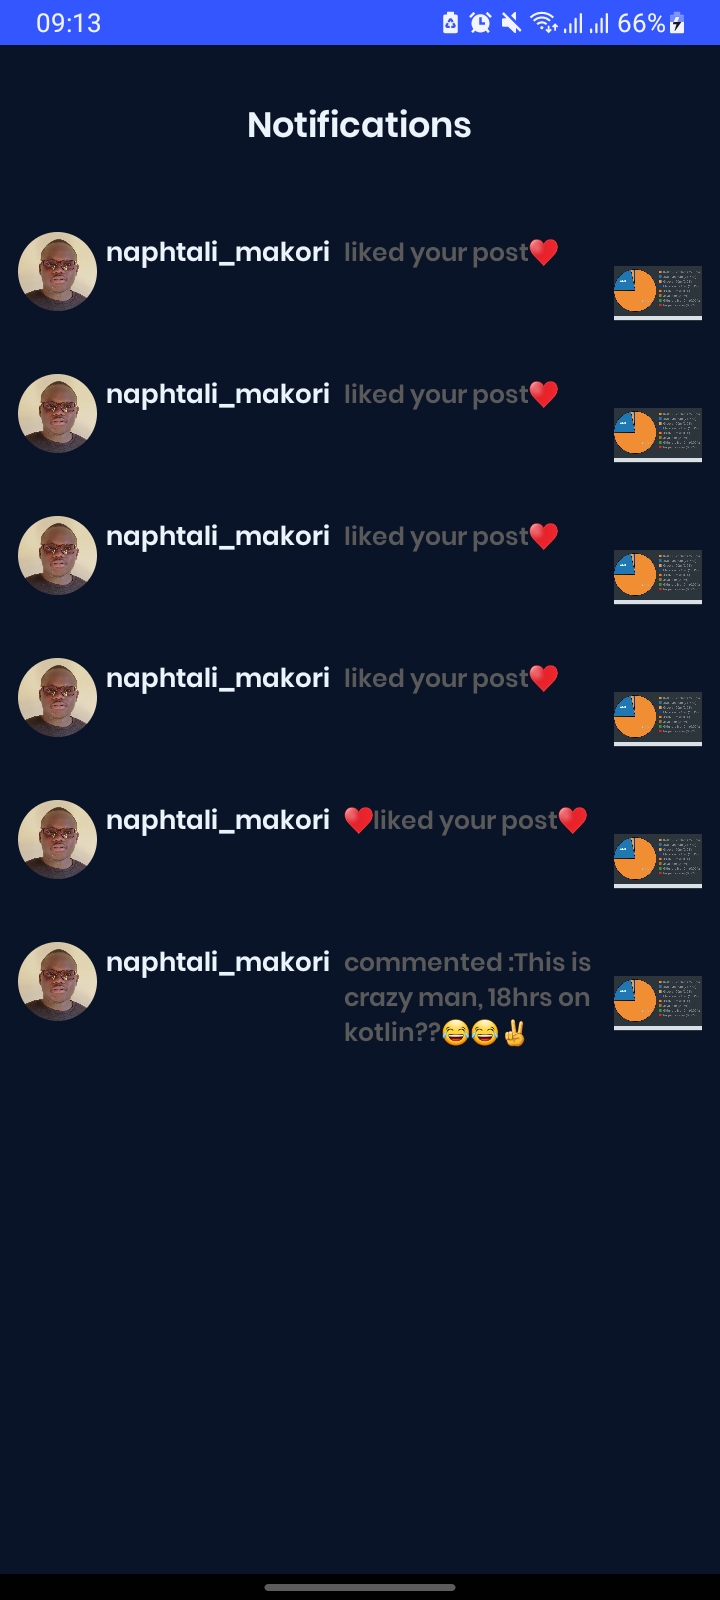 09:13 66%
Notifications
naphtali_makori liked your post❤️
naphtali_makori liked your post❤️
naphtali_makori liked your post❤️
naphtali_makori liked your post❤️
naphtali_makori ❤️liked your post❤️
naphtali_makori commented :This is
crazy man, 18hrs on
kotlin??😂😂✌️